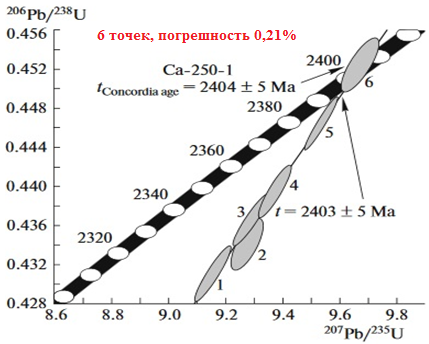 206Pb/238U
0.456
0.452
0.448
0.444
0.440
0.436
0.432
0.428
6 точек, погрешность 0,21%
Ca-250-1
tConcordia age = 2404 ± 5 Ma
2400
2380
2360
2340
2320
6
5
4
3
2
1
t = 2403 ± 5 Ma
8.6 8.8 9.0 9.2 9.4 9.6 9.8
207Pb/235U